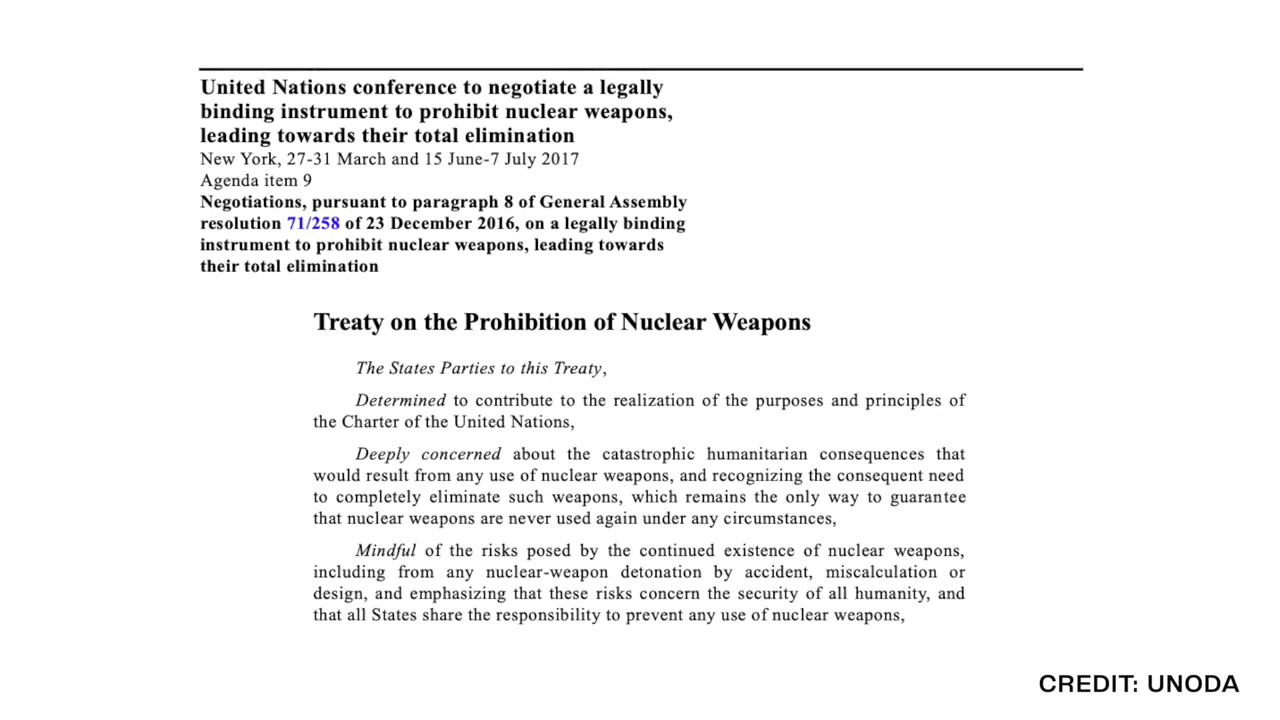 United Nations conference to negotiate a legally
binding instrument to prohibit nuclear weapons,
leading towards their total elimination
New York, 27-31 March and 15 June-7 July 2017
Agenda item 9
Negotiations, pursuant to paragraph 8 of General Assembly
resolution 71/258 of 23 December 2016, on a legally binding
instrument to prohibit nuclear weapons, leading towards
their total elimination
Treaty on the Prohibition of Nuclear Weapons
The States Parties to this Treaty,
Determined to contribute to the realization of the purposes and principles of
the Charter of the United Nations,
Deeply concerned about the catastrophic humanitarian consequences that
would result from any use of nuclear weapons, and recognizing the consequent need
to completely eliminate such weapons, which remains the only way to guarantee
that nuclear weapons are never used again under any circumstances,
Mindful of the risks posed by the continued existence of nuclear weapons,
including from any nuclear-weapon detonation by accident, miscalculation or
design, and emphasizing that these risks concern the security of all humanity, and
that all States share the responsibility to prevent any use of nuclear weapons,
CREDIT: UNODA